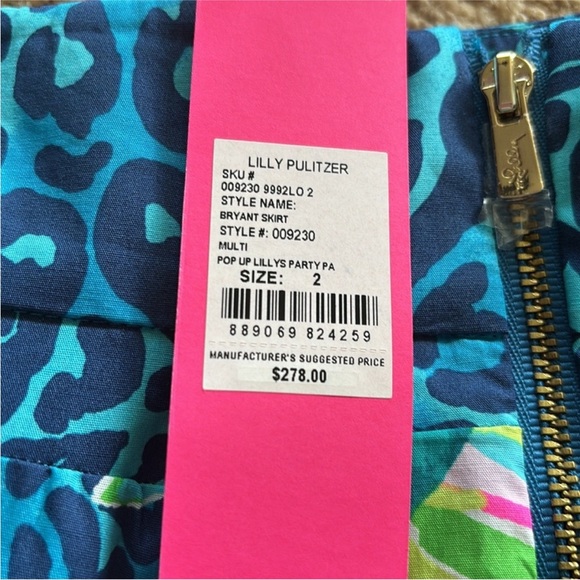 LILLY PULITZER
SKU #
009230 9992LO 2
STYLE NAME:
BRYANT SKIRT
STYLE #: 009230
MULTI
POP UP LILLYS PARTY PA
SIZE: 2
889069 824259
MANUFACTURER'S SUGGESTED PRICE
$278.00
Lilly